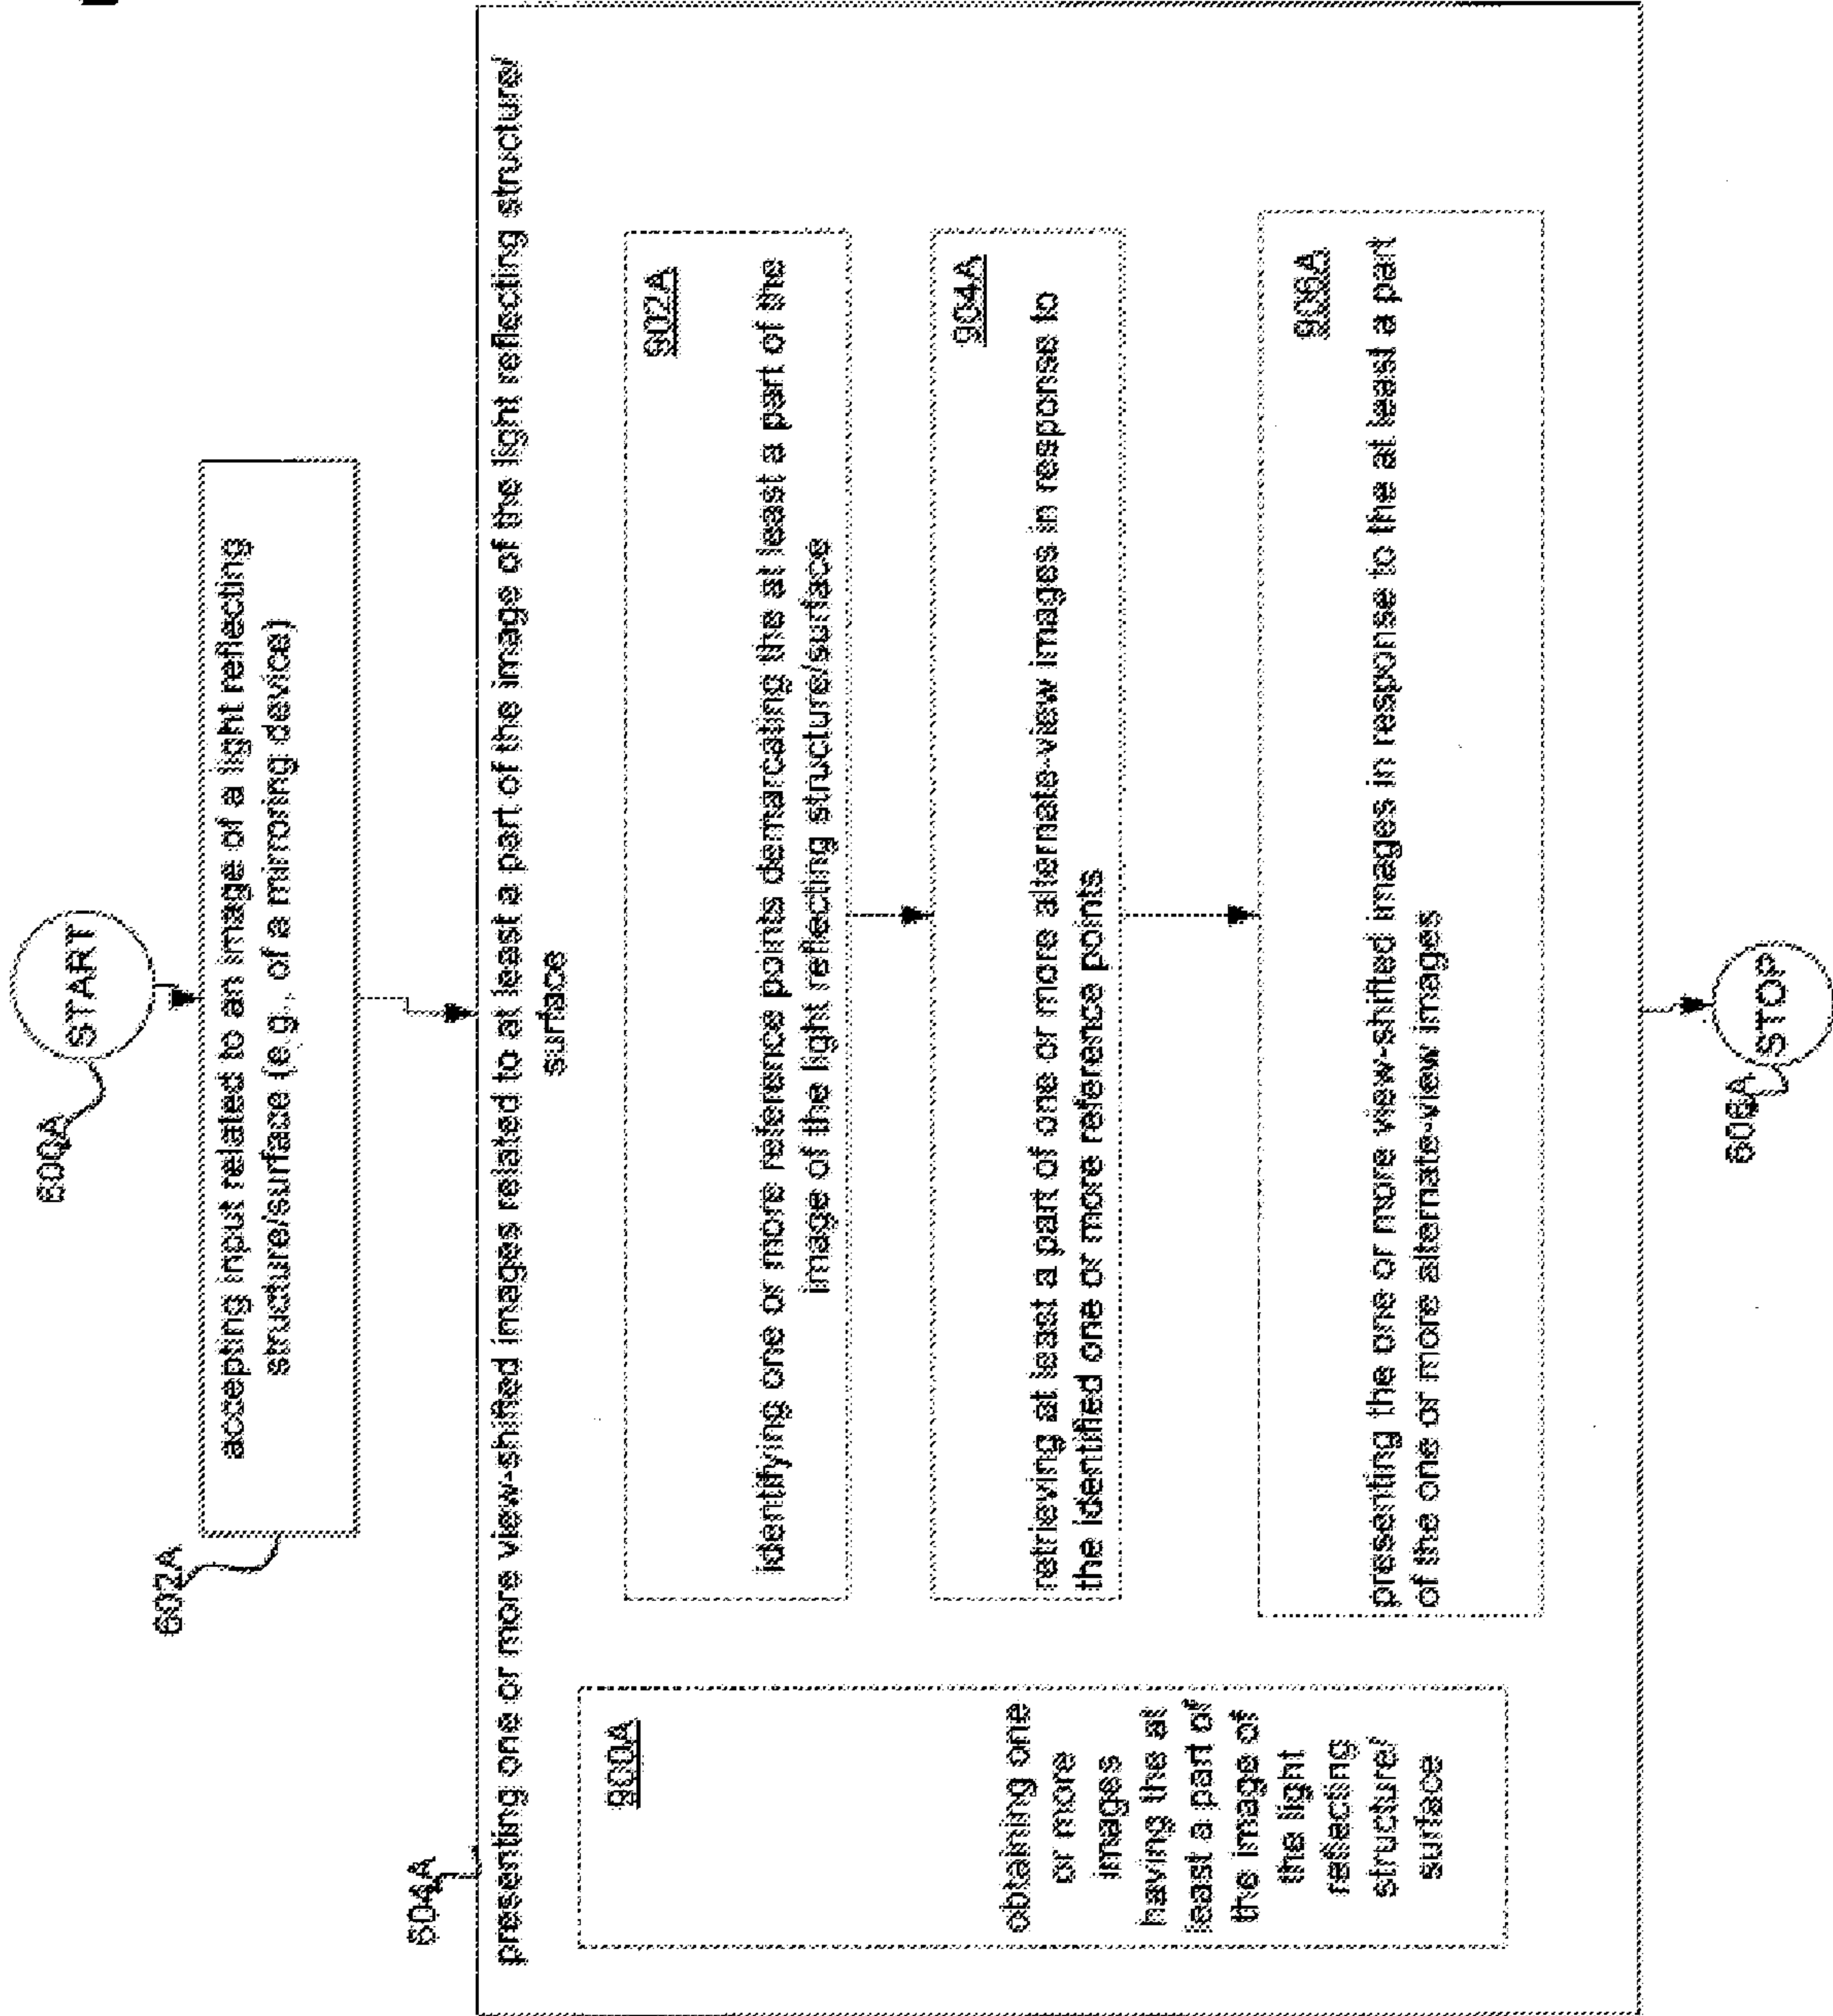 600A
START
602A
accepting input related to an image of a light reflecting
structure/surface (e.g., of a mirroring device)
604A
presenting one or more view-shifted images related to at least a part of the image of the light reflecting structure/
surface
900A
obtaining one
or more
images
having the at
least a part of
the image of
the light
reflecting
structure/
surface
902A
identifying one or more reference points demarcating the at least a part of the
image of the light reflecting structure/surface
904A
retrieving at least a part of one or more alternate-view images in response to
the identified one or more reference points
906A
presenting the one or more view-shifted images in response to the at least a part
of the one or more alternate-view images
606A
STOP